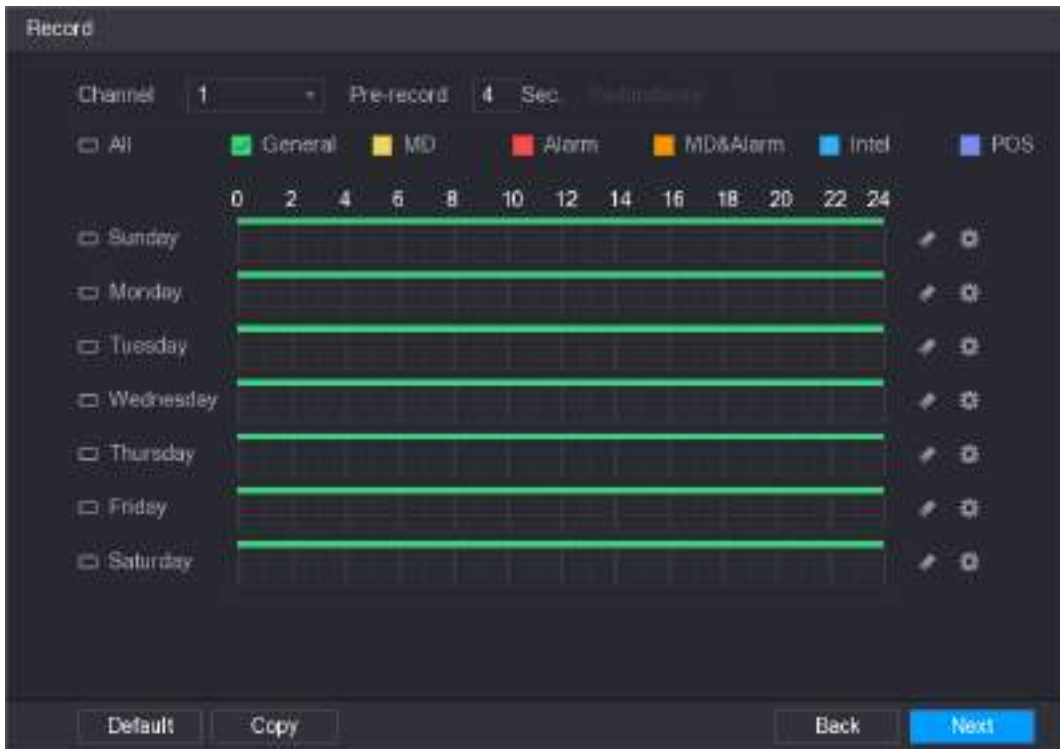 Record
Channel 1 Pre-record 4 Sec. Redundancy
All General MD Alarm MD&Alarm Intel POS
0 2 4 6 8 10 12 14 16 18 20 22 24
Sunday
Monday
Tuesday
Wednesday
Thursday
Friday
Saturday
Default Copy Back Next